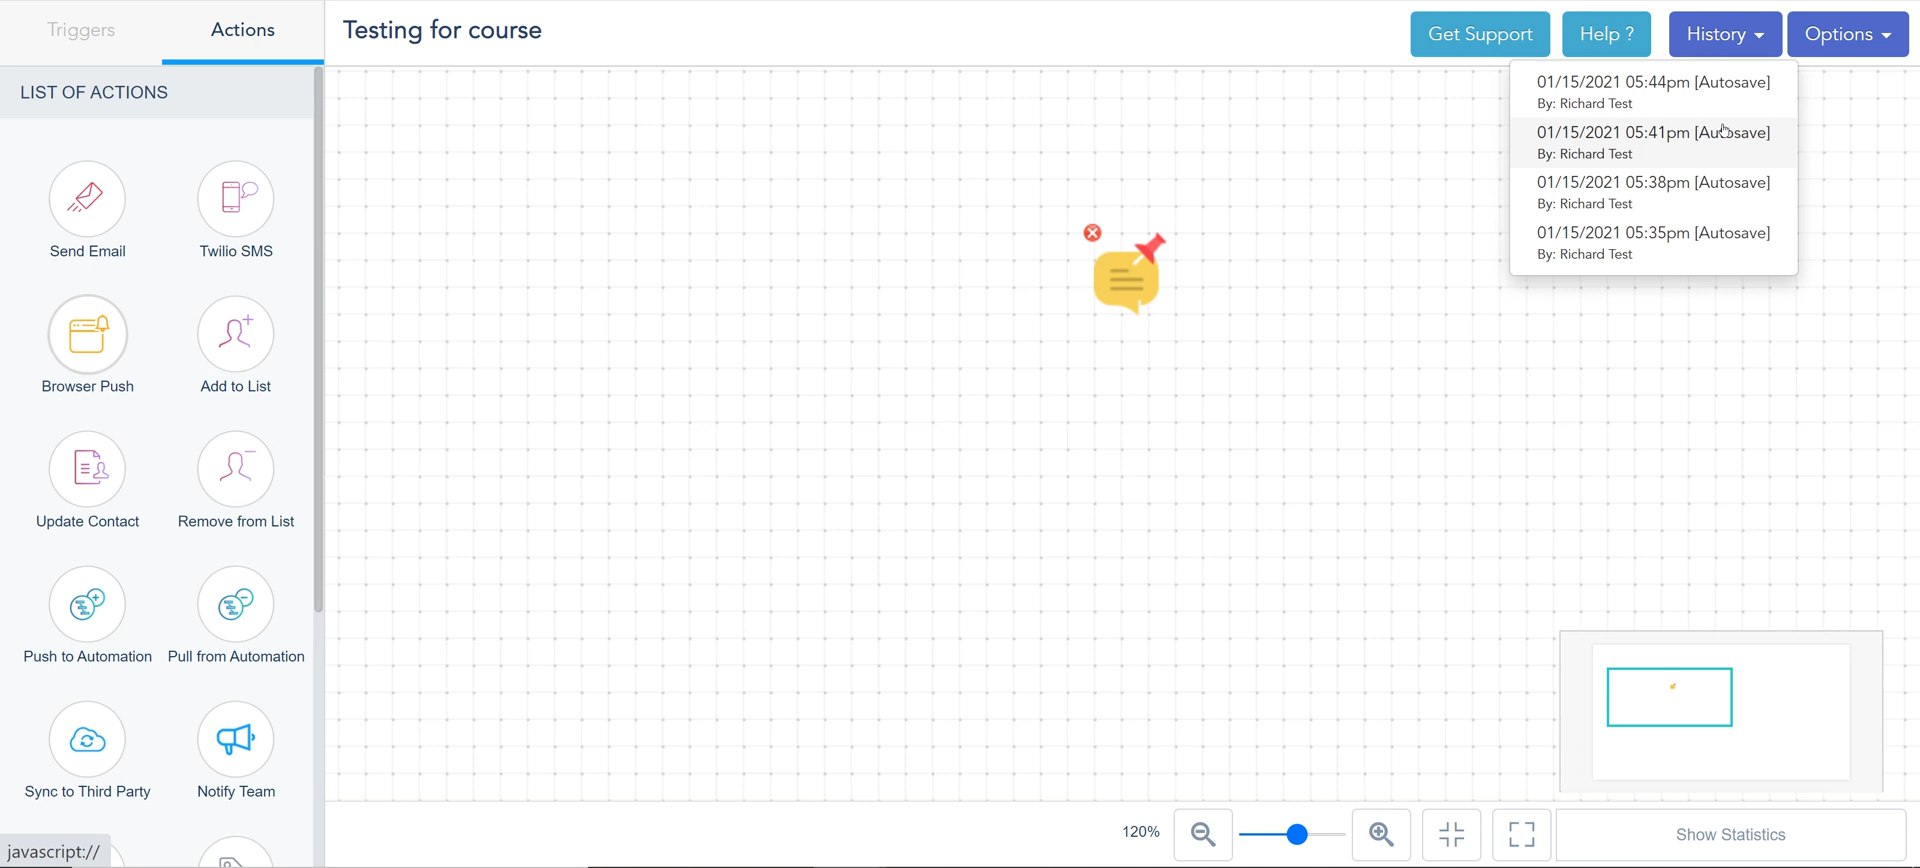 Triggers
Actions
Testing for course
Get Support
Help ?
History
Options
LIST OF ACTIONS
01/15/2021 05:44pm [Autosave]
By: Richard Test
01/15/2021 05:41pm [Autosave]
By: Richard Test
01/15/2021 05:38pm [Autosave]
By: Richard Test
01/15/2021 05:35pm [Autosave]
By: Richard Test
Send Email
Twilio SMS
Browser Push
Add to List
Update Contact
Remove from List
Push to Automation
Pull from Automation
Sync to Third Party
Notify Team
120%
Show Statistics
javascript://